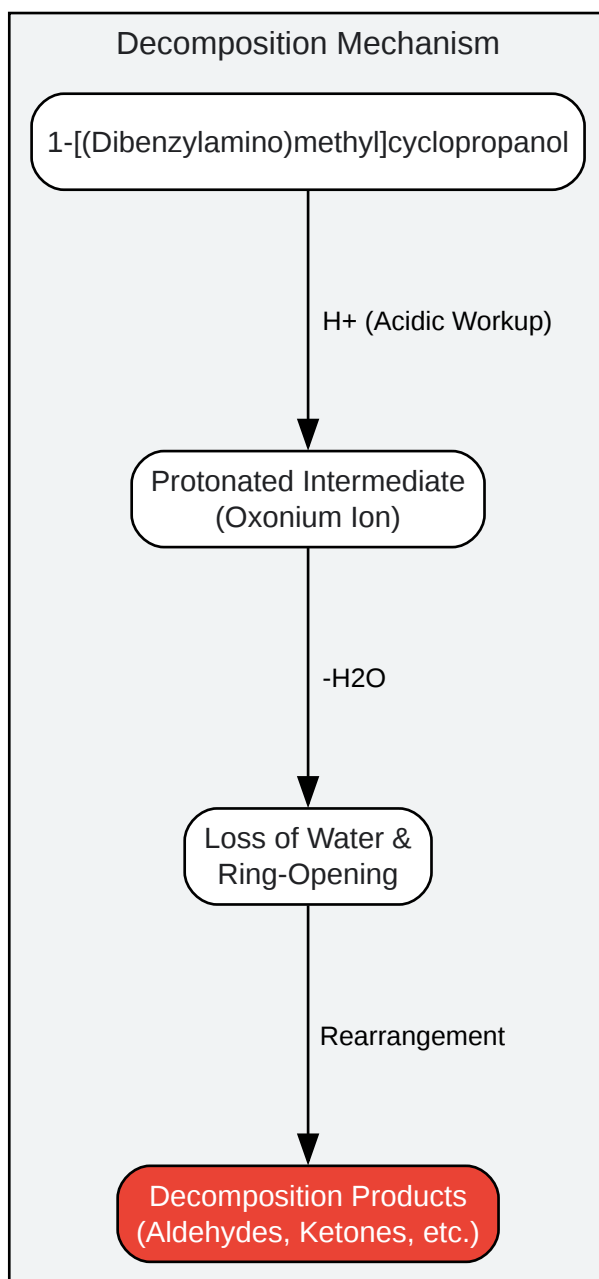 Decomposition Mechanism
1-[(Dibenzylamino)methyl]cyclopropanol
H+ (Acidic Workup)
Protonated Intermediate
(Oxonium Ion)
-H2O
Loss of Water &
Ring-Opening
Rearrangement
Decomposition Products
(Aldehydes, Ketones, etc.)